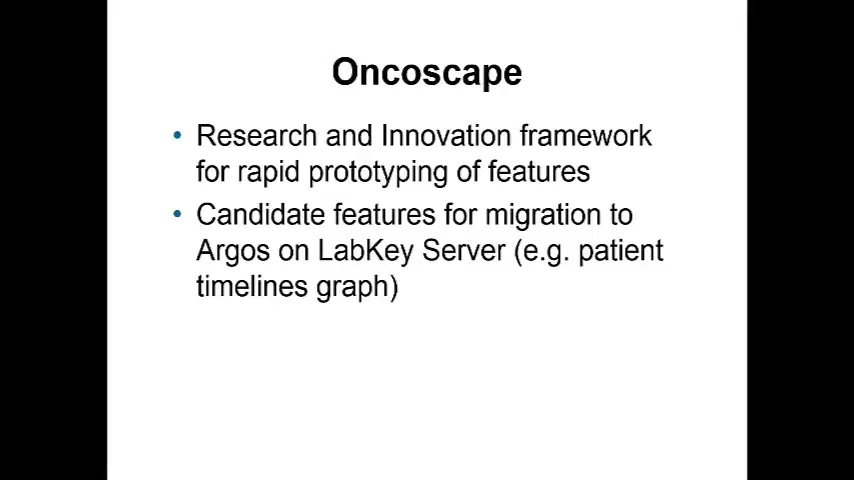 Oncoscape
• Research and Innovation framework
for rapid prototyping of features
• Candidate features for migration to
Argos on LabKey Server (e.g. patient
timelines graph)